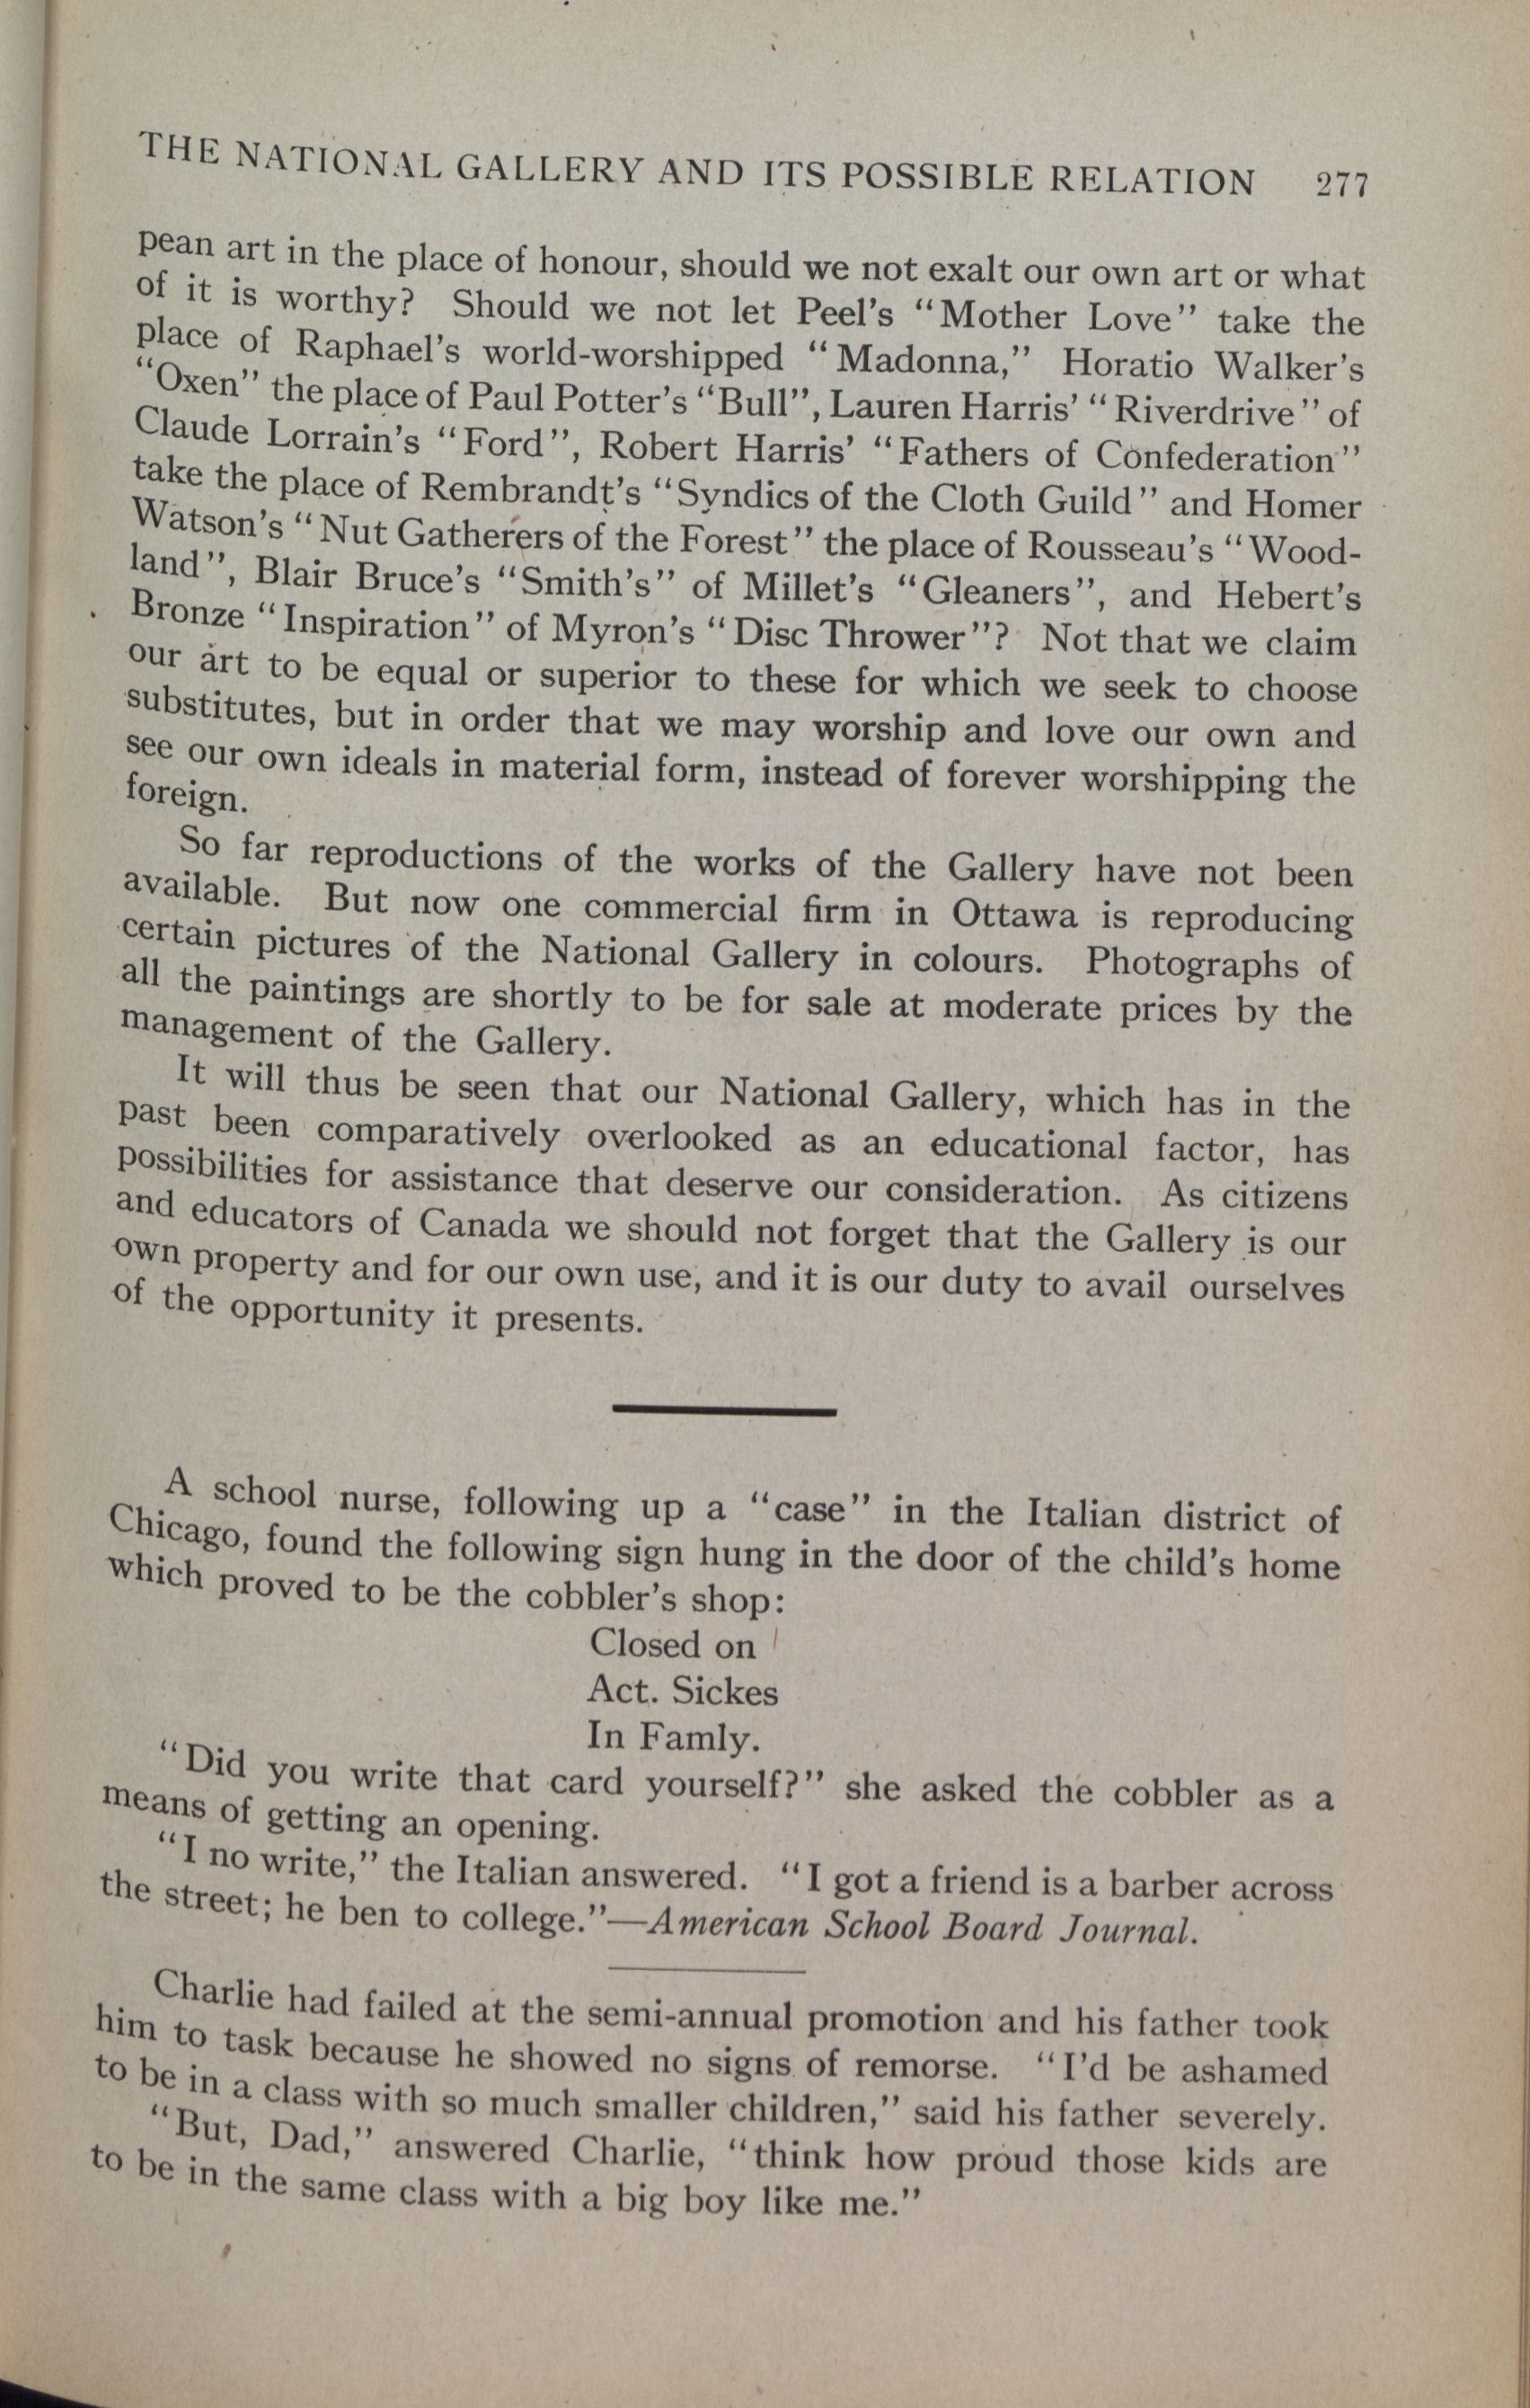 THE NATIONAL GALLERY AND ITS POSSIBLE RELATION 277
pean art in the place of honour, should we not exalt our own art or what
of it is worthy? Should we not let Peel's "Mother Love" take the
place of Raphael's world-worshipped "Madonna," Horatio Walker's
"Oxen" the place of Paul Potter's "Bull", Lauren Harris' "Riverdrive" of
Claude Lorrain's "Ford", Robert Harris' "Fathers of Confederation"
take the place of Rembrandt's "Syndics of the Cloth Guild" and Homer
Watson's "Nut Gatherers of the Forest" the place of Rousseau's "Wood-
land", Blair Bruce's "Smith's" of Millet's "Gleaners", and Hebert's
Bronze "Inspiration" of Myron's "Disc Thrower"? Not that we claim
our art to be equal or superior to these for which we seek to choose
substitutes, but in order that we may worship and love our own and
see our own ideals in material form, instead of forever worshipping the
foreign.
So far reproductions of the works of the Gallery have not been
available. But now one commercial firm in Ottawa is reproducing
certain pictures of the National Gallery in colours. Photographs of
all the paintings are shortly to be for sale at moderate prices by the
management of the Gallery.
It will thus be seen that our National Gallery, which has in the
past been comparatively overlooked as an educational factor, has
possibilities for assistance that deserve our consideration. As citizens
and educators of Canada we should not forget that the Gallery is our
own property and for our own use, and it is our duty to avail ourselves
of the opportunity it presents.
A school nurse, following up a "case" in the Italian district of
Chicago, found the following sign hung in the door of the child's home
which proved to be the cobbler's shop:
Closed on
Act. Sickes
In Famly.
"Did you write that card yourself?" she asked the cobbler as a
means of getting an opening.
"I no write," the Italian answered. "I got a friend is a barber across
the street; he ben to college."—American School Board Journal.
Charlie had failed at the semi-annual promotion and his father took
him to task because he showed no signs of remorse. "I'd be ashamed
to be in a class with so much smaller children," said his father severely.
"But, Dad," answered Charlie, "think how proud those kids are
to be in the same class with a big boy like me."